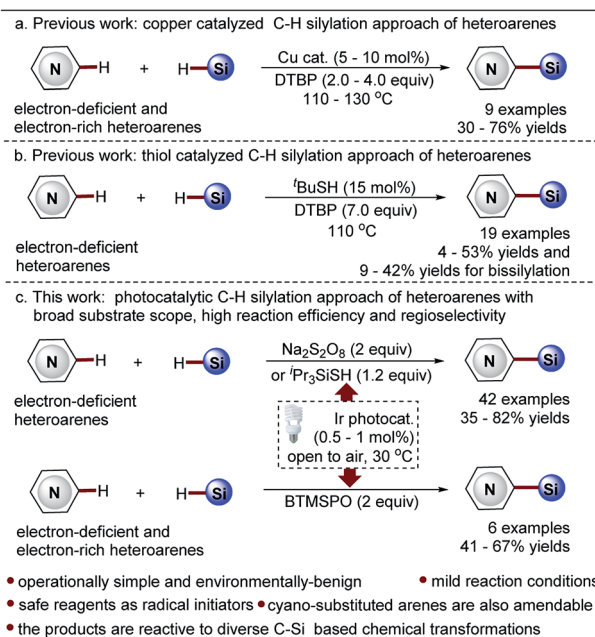 a. Previous work: copper catalyzed C-H silylation approach of heteroarenes
N H + H Si Cu cat. (5 - 10 mol%) N Si
DTBP (2.0 - 4.0 equiv)
110 - 130 °C
electron-deficient and
electron-rich heteroarenes
9 examples
30 - 76% yields
b. Previous work: thiol catalyzed C-H silylation approach of heteroarenes
N H + H Si ᵗBuSH (15 mol%) N Si
DTBP (7.0 equiv)
110 °C
electron-deficient
heteroarenes
19 examples
4 - 53% yields and
9 - 42% yields for bissilylation
c. This work: photocatalytic C-H silylation approach of heteroarenes with
broad substrate scope, high reaction efficiency and regioselectivity
N H + H Si Na₂S₂O₈ (2 equiv) N Si
or ⁱPr₃SiSH (1.2 equiv)
electron-deficient
heteroarenes
42 examples
35 - 82% yields
Ir photocat.
(0.5 - 1 mol%)
open to air, 30 °C
N H + H Si BTMSPO (2 equiv) N Si
electron-deficient and
electron-rich heteroarenes
6 examples
41 - 67% yields
• operationally simple and environmentally-benign • mild reaction conditions
• safe reagents as radical initiators • cyano-substituted arenes are also amendable
• the products are reactive to diverse C-Si based chemical transformations